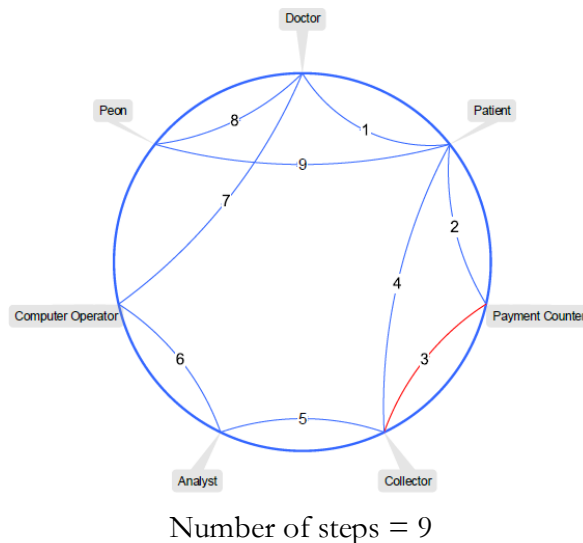 Doctor
Peon
Patient
8
1
9
7
2
4
Computer Operator
Payment Counter
6
3
5
Analyst
Collector
Number of steps = 9